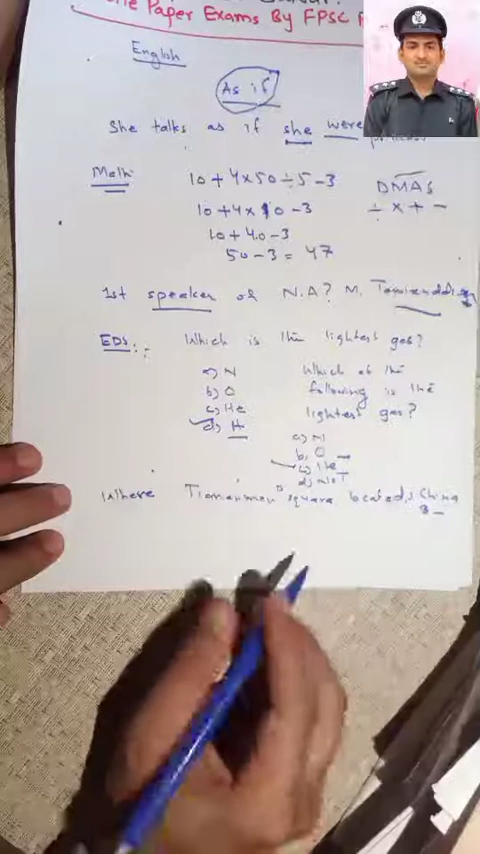 One Paper Exams By FPSC
English
As if
She talks as if she were
Math
10 + 4×50 ÷ 5 - 3
DMAS
÷ × + -
10 + 4 × 10 - 3
10 + 40 - 3
50 - 3 = 47
1st speaker of N.A? M.
EDS:
Which is the lightest gas?
a) N
b) O
c) He
d) H
Which of the
following is the
lightest gas?
a) N
b) O
c) He
d) NOT
Where Tiananmen square located? China